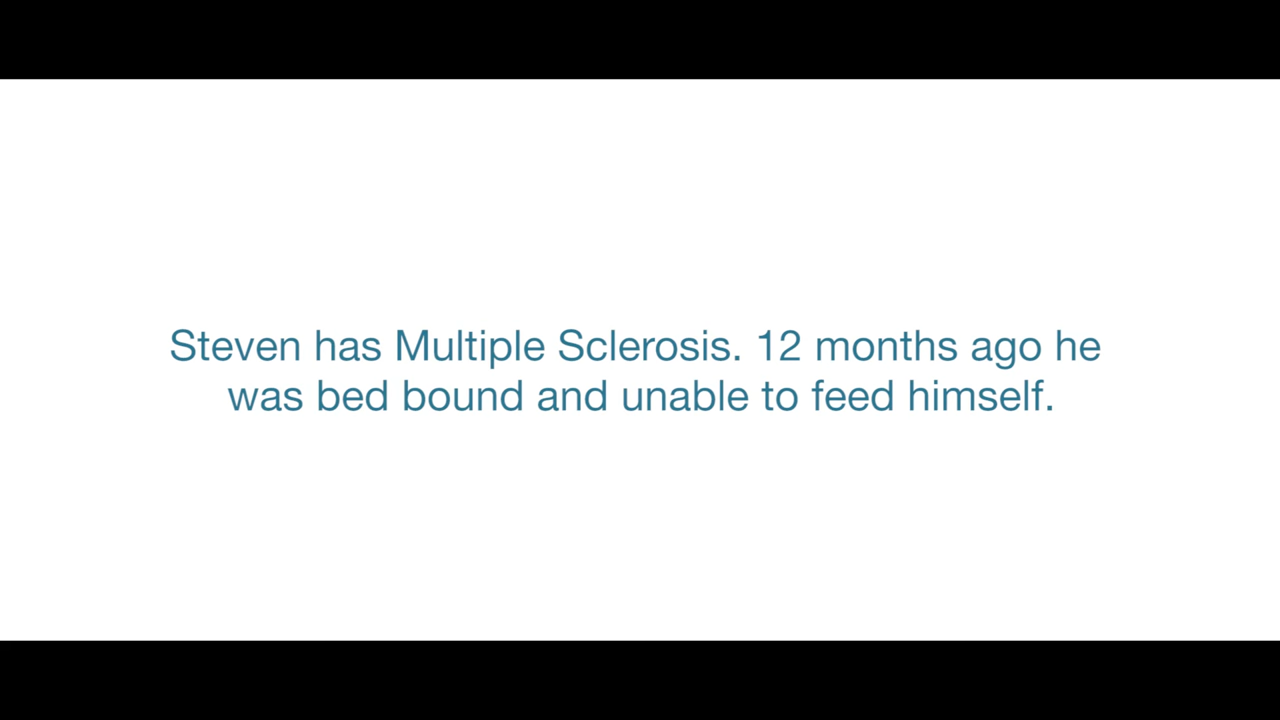 Steven has Multiple Sclerosis. 12 months ago he
was bed bound and unable to feed himself.